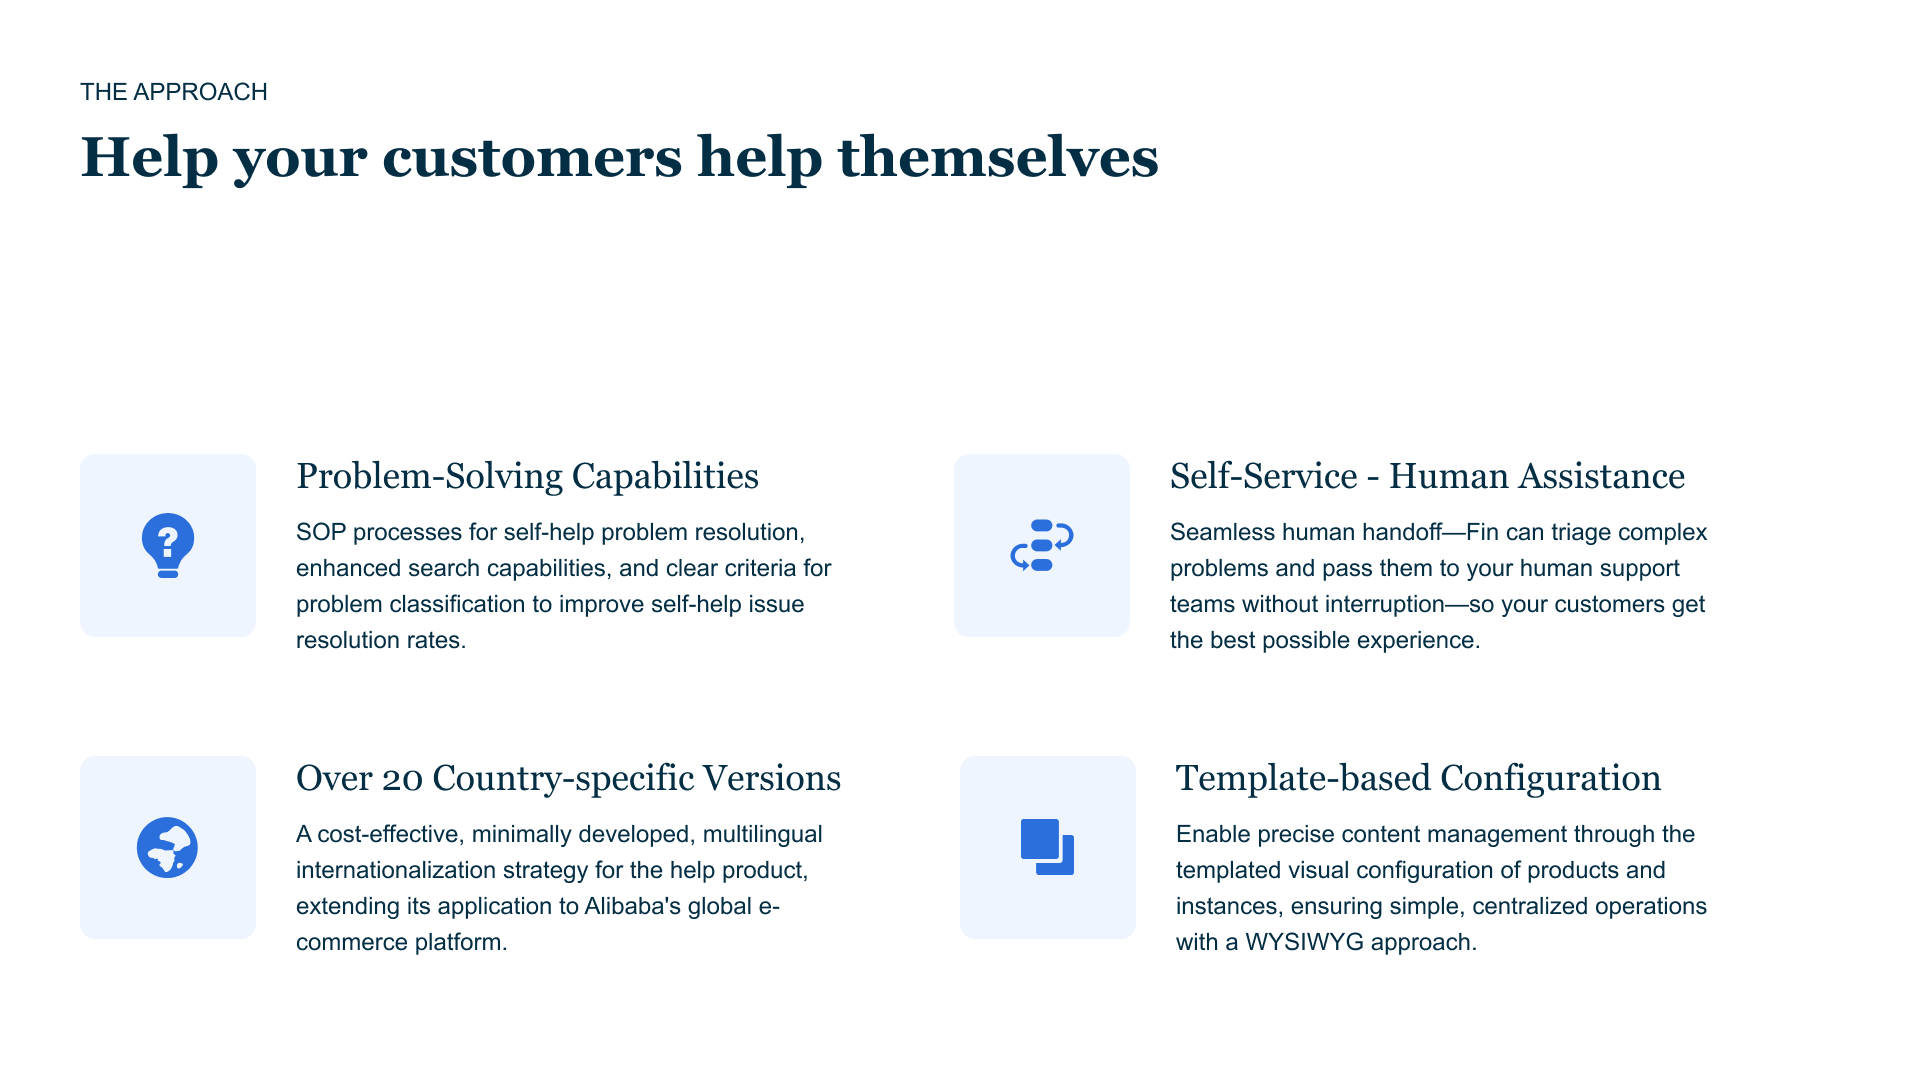 THE APPROACH
Help your customers help themselves
Problem-Solving Capabilities
SOP processes for self-help problem resolution,
enhanced search capabilities, and clear criteria for
problem classification to improve self-help issue
resolution rates.
Self-Service - Human Assistance
Seamless human handoff—Fin can triage complex
problems and pass them to your human support
teams without interruption—so your customers get
the best possible experience.
Over 20 Country-specific Versions
A cost-effective, minimally developed, multilingual
internationalization strategy for the help product,
extending its application to Alibaba's global e-
commerce platform.
Template-based Configuration
Enable precise content management through the
templated visual configuration of products and
instances, ensuring simple, centralized operations
with a WYSIWYG approach.